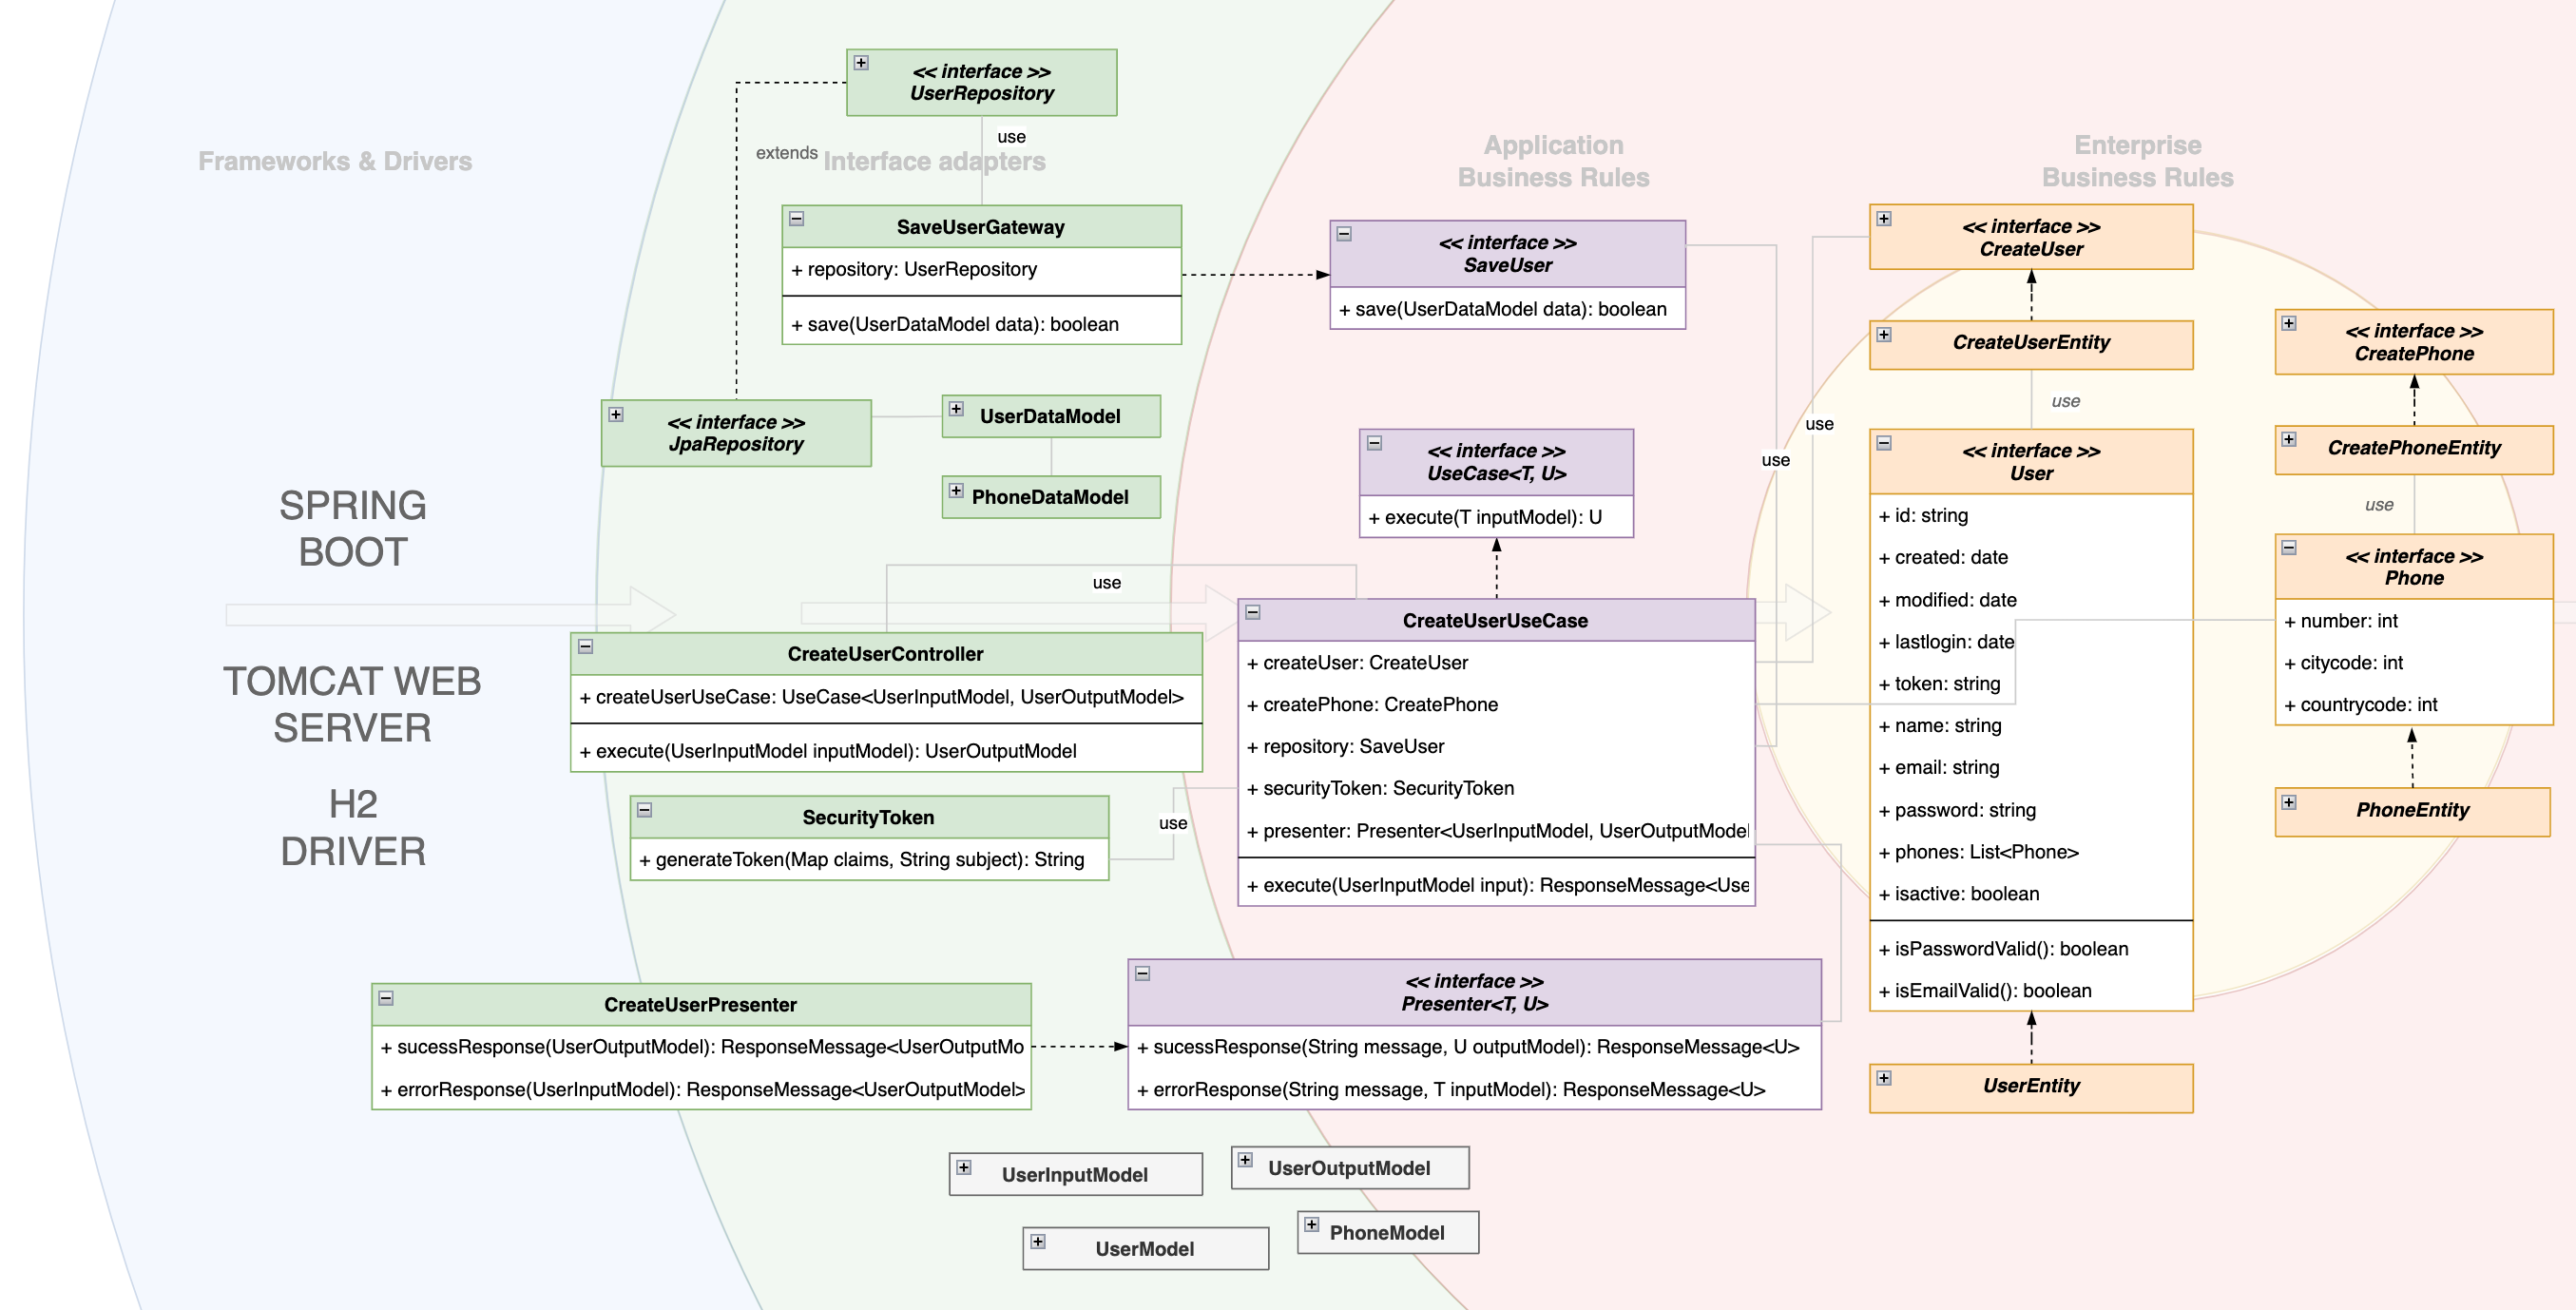 << interface >>
UserRepository
use
extends
Frameworks & Drivers
Interface adapters
Application
Business Rules
Enterprise
Business Rules
SaveUserGateway
+ repository: UserRepository
+ save(UserDataModel data): boolean
<< interface >>
SaveUser
+ save(UserDataModel data): boolean
<< interface >>
CreateUser
CreateUserEntity
use
<< interface >>
CreatePhone
CreatePhoneEntity
use
<< interface >>
JpaRepository
UserDataModel
PhoneDataModel
<< interface >>
UseCase<T, U>
+ execute(T inputModel): U
use
use
<< interface >>
User
+ id: string
+ created: date
+ modified: date
+ lastlogin: date
+ token: string
+ name: string
+ email: string
+ password: string
+ phones: List<Phone>
+ isactive: boolean
+ isPasswordValid(): boolean
+ isEmailValid(): boolean
<< interface >>
Phone
+ number: int
+ citycode: int
+ countrycode: int
PhoneEntity
SPRING
BOOT
TOMCAT WEB
SERVER
H2
DRIVER
use
CreateUserController
+ createUserUseCase: UseCase<UserInputModel, UserOutputModel>
+ execute(UserInputModel inputModel): UserOutputModel
CreateUserUseCase
+ createUser: CreateUser
+ createPhone: CreatePhone
+ repository: SaveUser
+ securityToken: SecurityToken
+ presenter: Presenter<UserInputModel, UserOutputModel
+ execute(UserInputModel input): ResponseMessage<Use
SecurityToken
+ generateToken(Map claims, String subject): String
use
CreateUserPresenter
+ sucessResponse(UserOutputModel): ResponseMessage<UserOutputMo
+ errorResponse(UserInputModel): ResponseMessage<UserOutputModel>
<< interface >>
Presenter<T, U>
+ sucessResponse(String message, U outputModel): ResponseMessage<U>
+ errorResponse(String message, T inputModel): ResponseMessage<U>
UserEntity
UserInputModel
UserOutputModel
UserModel
PhoneModel